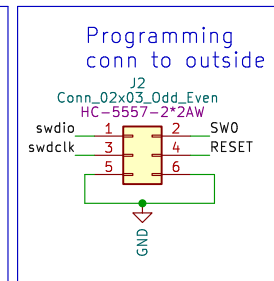 Programming
conn to outside
J2
Conn_02x03_Odd_Even
HC-5557-2*2AW
swdio 1 2 SWO
swdclk 3 4 RESET
5 6
GND